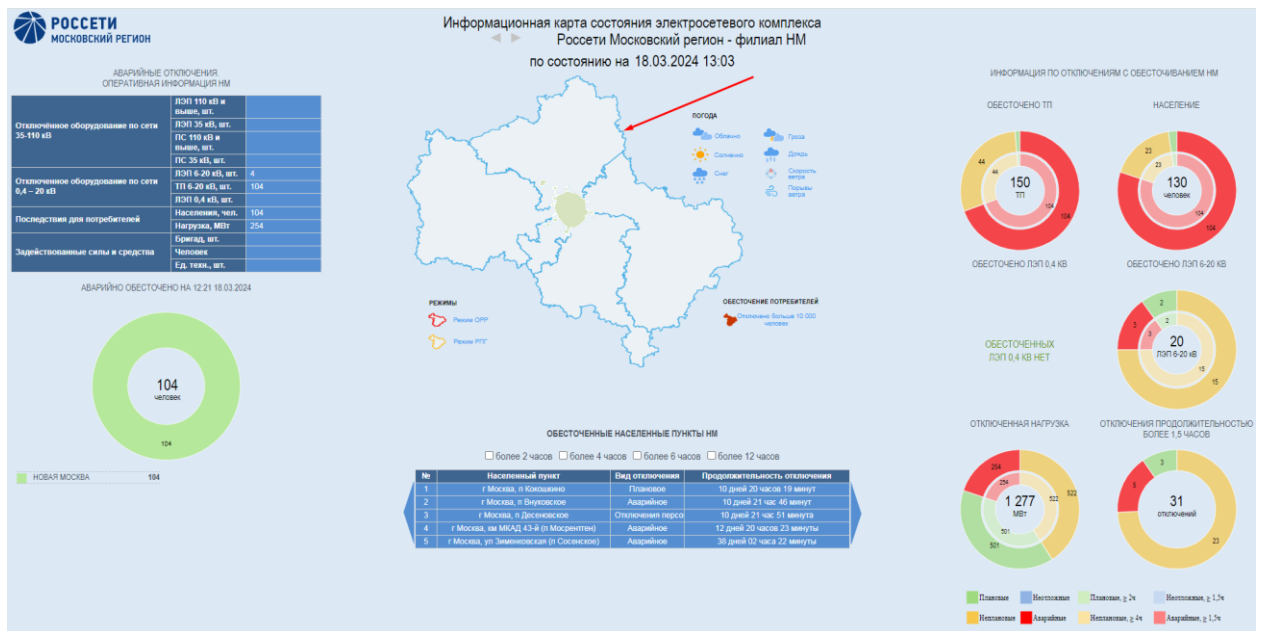 РОССЕТИ
МОСКОВСКИЙ РЕГИОН
Информационная карта состояния электросетевого комплекса
Россети Московский регион - филиал НМ
по состоянию на 18.03.2024 13:03
АВАРИЙНЫЕ ОТКЛЮЧЕНИЯ.
ОПЕРАТИВНАЯ ИНФОРМАЦИЯ НМ
Отключённое оборудование по сети
35-110 кВ
ЛЭП 110 кВ и
выше, шт.
ЛЭП 35 кВ, шт.
ПС 110 кВ и
выше, шт.
ПС 35 кВ, шт.
Отключенное оборудование по сети
0,4 – 20 кВ
ЛЭП 6-20 кВ, шт. 4
ТП 6-20 кВ, шт. 104
ЛЭП 0,4 кВ, шт.
Последствия для потребителей
Населения, чел. 104
Нагрузка, МВт 254
Задействованные силы и средства
Бригад, шт.
Человек
Ед. техн., шт.
АВАРИЙНО ОБЕСТОЧЕНО НА 12:21 18.03.2024
104
человек
104
НОВАЯ МОСКВА 104
ПОГОДА
Облачно
Гроза
Солнечно
Дождь
Снег
Скорость
ветра
Порывы
ветра
РЕЖИМЫ
Режим ОРР
Режим РПГ
ОБЕСТОЧЕНИЕ ПОТРЕБИТЕЛЕЙ
Отключено больше 10 000
человек
ОБЕСТОЧЕННЫЕ НАСЕЛЕННЫЕ ПУНКТЫ НМ
более 2 часов более 4 часов более 6 часов более 12 часов
№ Населенный пункт Вид отключения Продолжительность отключения
1 г Москва, п Кокошкино Плановое 10 дней 20 часов 19 минут
2 г Москва, п Внуковское Аварийное 10 дней 21 час 46 минут
3 г Москва, п Десеновское Отключения персо 10 дней 21 час 51 минута
4 г Москва, км МКАД 43-й (п Мосрентген) Аварийное 12 дней 20 часов 23 минуты
5 г Москва, ул Зименковская (п Сосенское) Аварийное 38 дней 02 часа 22 минуты
ИНФОРМАЦИЯ ПО ОТКЛЮЧЕНИЯМ С ОБЕСТОЧИВАНИЕМ НМ
ОБЕСТОЧЕНО ТП
44
44
150
ТП
104
104
НАСЕЛЕНИЕ
23
23
130
человек
104
104
ОБЕСТОЧЕНО ЛЭП 0,4 КВ
ОБЕСТОЧЕННЫХ
ЛЭП 0,4 КВ НЕТ
ОБЕСТОЧЕНО ЛЭП 6-20 КВ
2
2
3
3
20
ЛЭП 6-20 кВ
15
15
ОТКЛЮЧЕННАЯ НАГРУЗКА
254
254
1 277
МВт
522
522
501
501
ОТКЛЮЧЕНИЯ ПРОДОЛЖИТЕЛЬНОСТЬЮ
БОЛЕЕ 1,5 ЧАСОВ
3
5
31
отключений
23
Плановые Неотложные Плановые, ≥ 2ч Неотложные, ≥ 1,5ч
Неплановые Аварийные Неплановые, ≥ 4ч Аварийные, ≥ 1,5ч